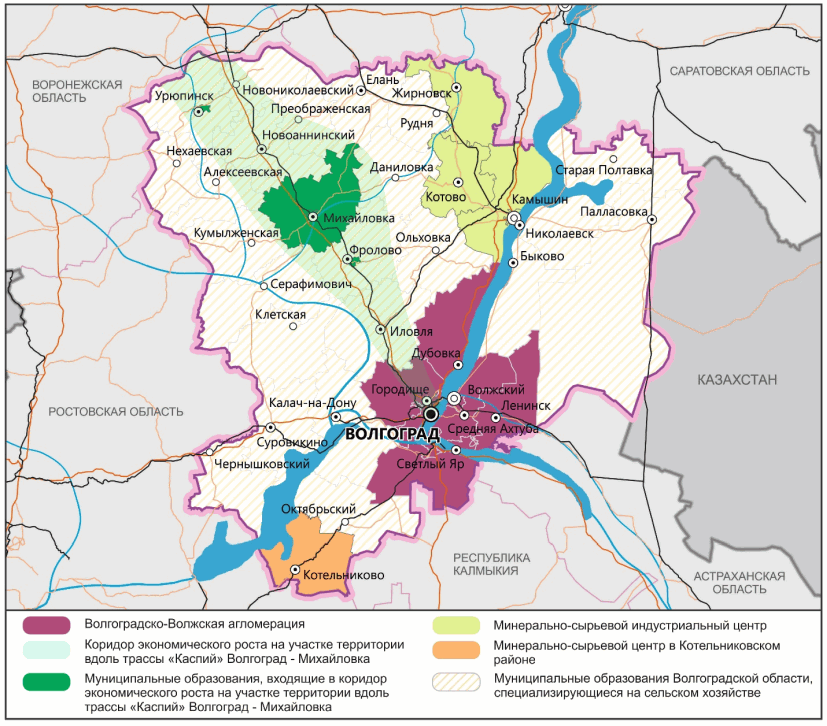 ВОРОНЕЖСКАЯ
ОБЛАСТЬ
САРАТОВСКАЯ ОБЛАСТЬ
Елань
Новониколаевский
Жирновск
Урюпинск
Преображенская
Рудня
Новоаннинский
Нехаевская
Алексеевская
Даниловка
Старая Полтавка
Котово
Камышин
Михайловка
Палласовка
Кумылженская
Николаевск
Ольховка
Фролово
Быково
Серафимович
Клетская
Иловля
Дубовка
РОСТОВСКАЯ ОБЛАСТЬ
КАЗАХСТАН
Городище
Волжский
Калач-на-Дону
Ленинск
ВОЛГОГРАД
Средняя Ахтуба
Суровикино
Чернышковский
Светлый Яр
Октябрьский
РЕСПУБЛИКА
КАЛМЫКИЯ
Котельниково
АСТРАХАНСКАЯ
ОБЛАСТЬ
Волгоградско-Волжская агломерация
Коридор экономического роста на участке территории
вдоль трассы «Каспий» Волгоград - Михайловка
Муниципальные образования, входящие в коридор
экономического роста на участке территории вдоль
трассы «Каспий» Волгоград - Михайловка
Минерально-сырьевой индустриальный центр
Минерально-сырьевой центр в Котельниковском
районе
Муниципальные образования Волгоградской области,
специализирующиеся на сельском хозяйстве